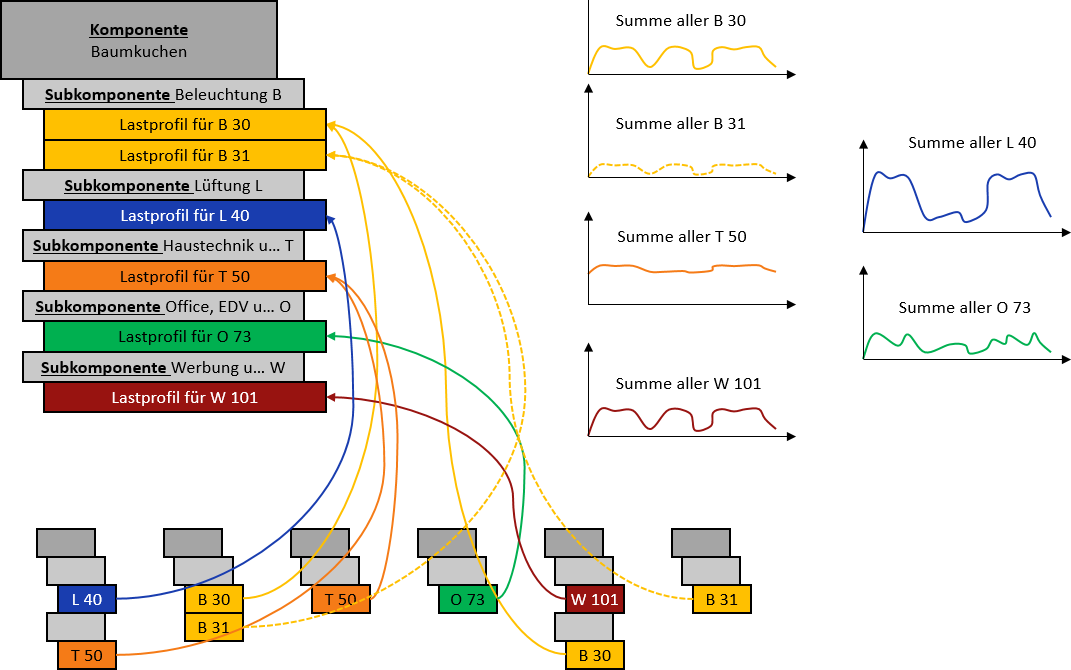 Komponente
Baumkuchen
Subkomponente Beleuchtung B
Lastprofil für B 30
Lastprofil für B 31
Subkomponente Lüftung L
Lastprofil für L 40
Subkomponente Haustechnik u... T
Lastprofil für T 50
Subkomponente Office, EDV u... O
Lastprofil für O 73
Subkomponente Werbung u... W
Lastprofil für W 101
Summe aller B 30
Summe aller B 31
Summe aller T 50
Summe aller W 101
Summe aller L 40
Summe aller O 73
L 40
T 50
B 30
B 31
T 50
O 73
W 101
B 30
B 31